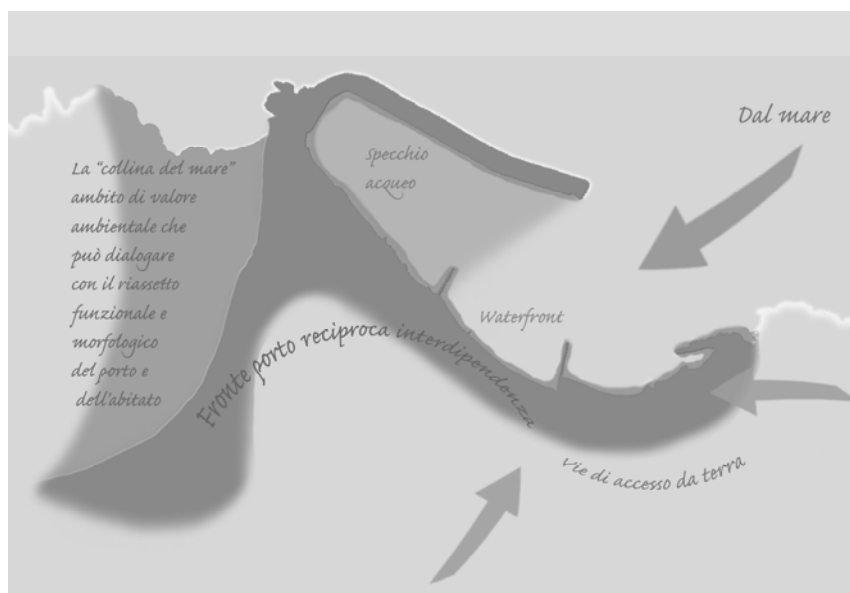 Dal mare
La "collina del mare"
ambito di valore
ambientale che
può dialogare
con il riassetto
funzionale e
morfologico
del porto e
dell'abitato
Specchio
acqueo
Waterfront
Fronte porto reciproca interdipendenza
Vie di accesso da terra